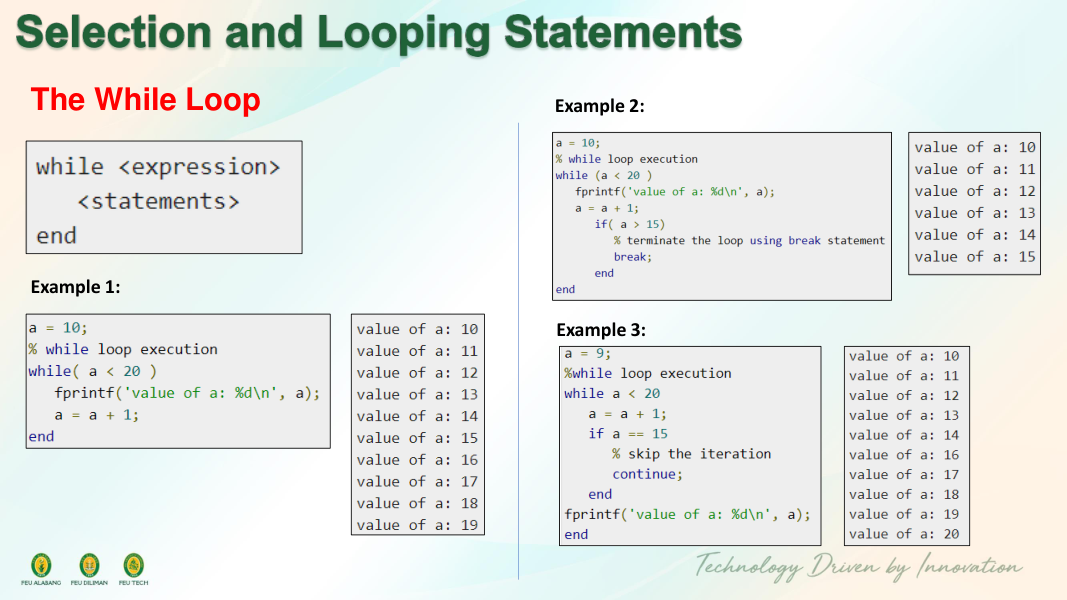 Selection and Looping Statements
The While Loop
while <expression>
<statements>
end
Example 1:
a = 10;
% while loop execution
while( a < 20 )
fprintf('value of a: %d\n', a);
a = a + 1;
end
value of a: 10
value of a: 11
value of a: 12
value of a: 13
value of a: 14
value of a: 15
value of a: 16
value of a: 17
value of a: 18
value of a: 19
Example 2:
a = 10;
% while loop execution
while (a < 20 )
fprintf('value of a: %d\n', a);
a = a + 1;
if( a > 15)
% terminate the loop using break statement
break;
end
end
value of a: 10
value of a: 11
value of a: 12
value of a: 13
value of a: 14
value of a: 15
Example 3:
a = 9;
%while loop execution
while a < 20
a = a + 1;
if a == 15
% skip the iteration
continue;
end
fprintf('value of a: %d\n', a);
end
value of a: 10
value of a: 11
value of a: 12
value of a: 13
value of a: 14
value of a: 16
value of a: 17
value of a: 18
value of a: 19
value of a: 20
FEU ALABANG
FEU DILIMAN
FEU TECH
Technology Driven by Innovation